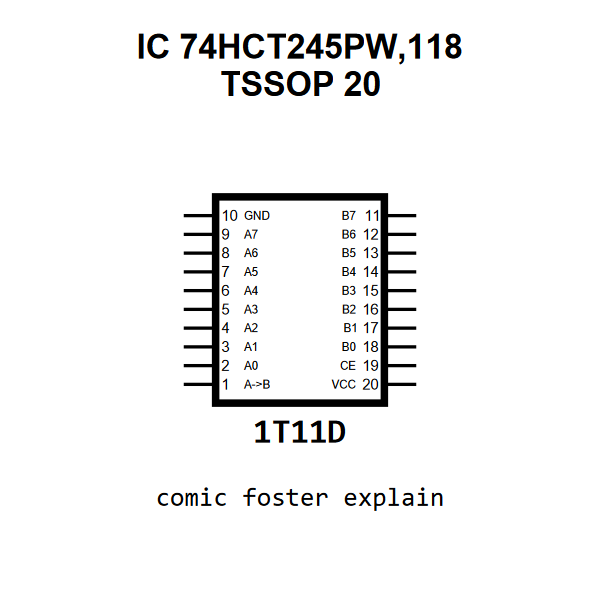 IC 74HCT245PW,118
TSSOP 20
10 GND B7 11
9 A7 B6 12
8 A6 B5 13
7 A5 B4 14
6 A4 B3 15
5 A3 B2 16
4 A2 B1 17
3 A1 B0 18
2 A0 CE 19
1 A->B VCC 20
1T11D
comic foster explain